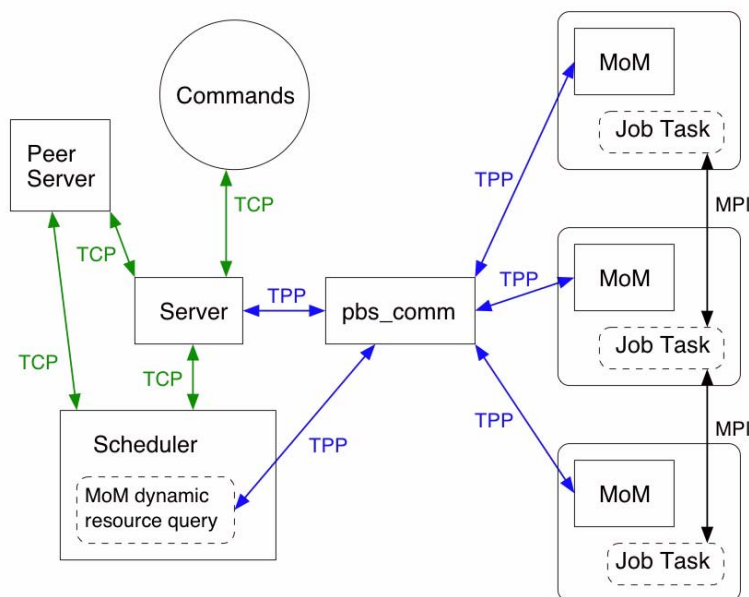 Commands
MoM
Job Task
Peer
Server
TPP
TCP
MPI
TCP
TPP
MoM
Server
TPP
pbs_comm
Job Task
TCP
TCP
TPP
MPI
Scheduler
TPP
MoM
MoM dynamic
resource query
Job Task